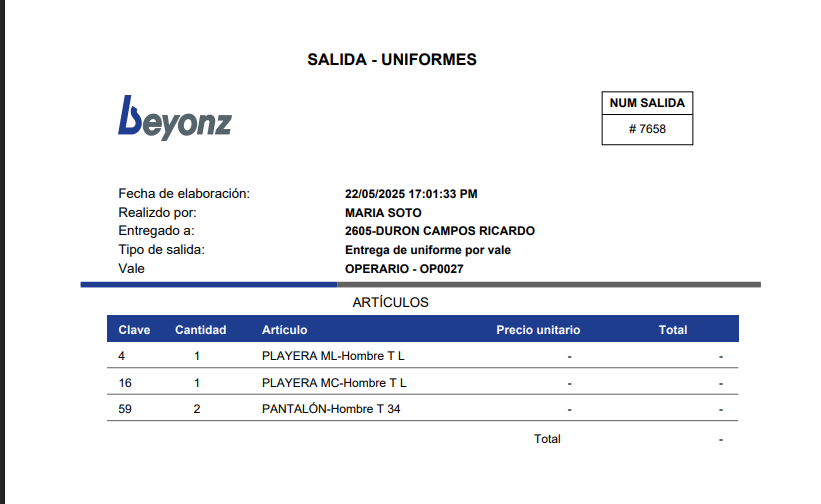 SALIDA - UNIFORMES
beyonz
NUM SALIDA
# 7658
Fecha de elaboración: 22/05/2025 17:01:33 PM
Realizdo por: MARIA SOTO
Entregado a: 2605-DURON CAMPOS RICARDO
Tipo de salida: Entrega de uniforme por vale
Vale OPERARIO - OP0027
ARTÍCULOS
Clave Cantidad Artículo Precio unitario Total
4 1 PLAYERA ML-Hombre T L - -
16 1 PLAYERA MC-Hombre T L - -
59 2 PANTALÓN-Hombre T 34 - -
Total -